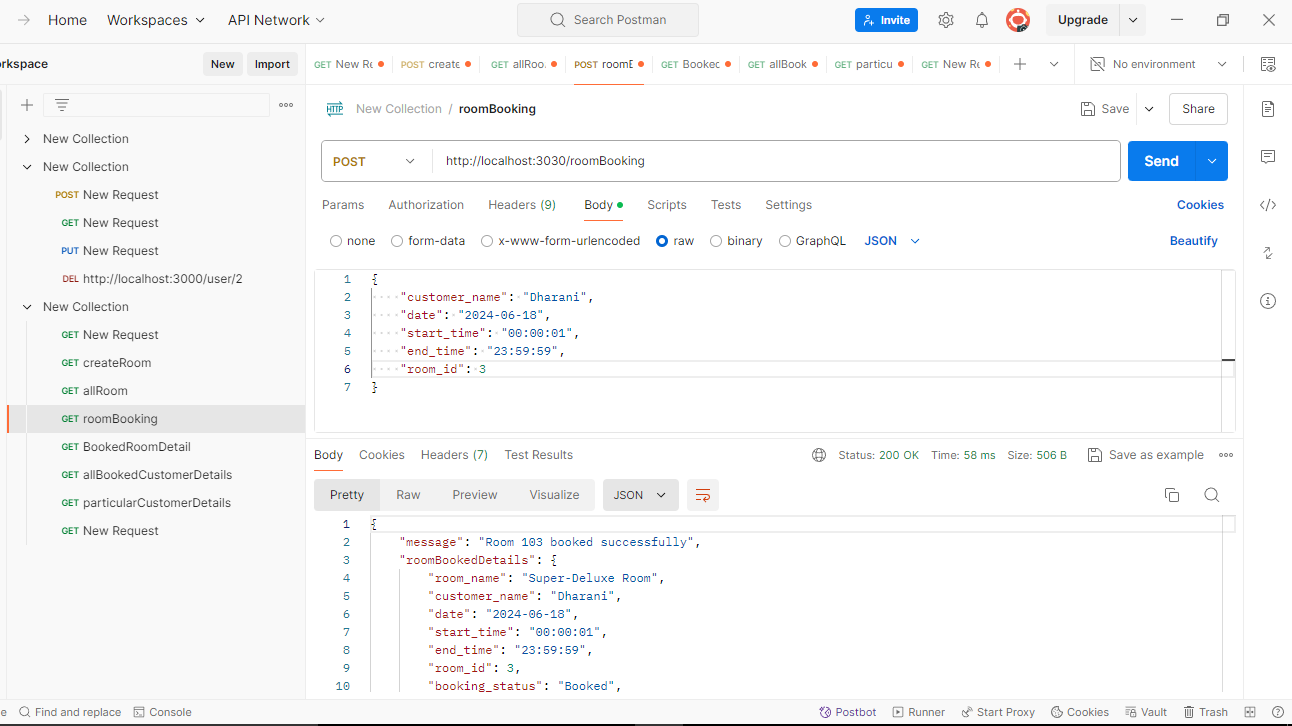 Home Workspaces API Network Search Postman Invite Upgrade
rkspace New Import GET New Re POST create GET allRoo. POST roomE GET Bookec GET allBook GET particu GET New Re No environment
New Collection / roomBooking Save Share
New Collection
New Collection
POST New Request
GET New Request
PUT New Request
DEL http://localhost:3000/user/2
New Collection
GET New Request
GET createRoom
GET allRoom
GET roomBooking
GET BookedRoomDetail
GET allBookedCustomerDetails
GET particularCustomerDetails
GET New Request
POST http://localhost:3030/roomBooking Send
Params Authorization Headers (9) Body Scripts Tests Settings Cookies
none form-data x-www-form-urlencoded raw binary GraphQL JSON Beautify
1 {
2 "customer_name": "Dharani",
3 "date": "2024-06-18",
4 "start_time": "00:00:01",
5 "end_time": "23:59:59",
6 "room_id": 3
7 }
Body Cookies Headers (7) Test Results Status: 200 OK Time: 58 ms Size: 506 B Save as example
Pretty Raw Preview Visualize JSON
1 {
2 "message": "Room 103 booked successfully",
3 "roomBookedDetails": {
4 "room_name": "Super-Deluxe Room",
5 "customer_name": "Dharani",
6 "date": "2024-06-18",
7 "start_time": "00:00:01",
8 "end_time": "23:59:59",
9 "room_id": 3,
10 "booking_status": "Booked",
e Find and replace Console Postbot Runner Start Proxy Cookies Vault Trash